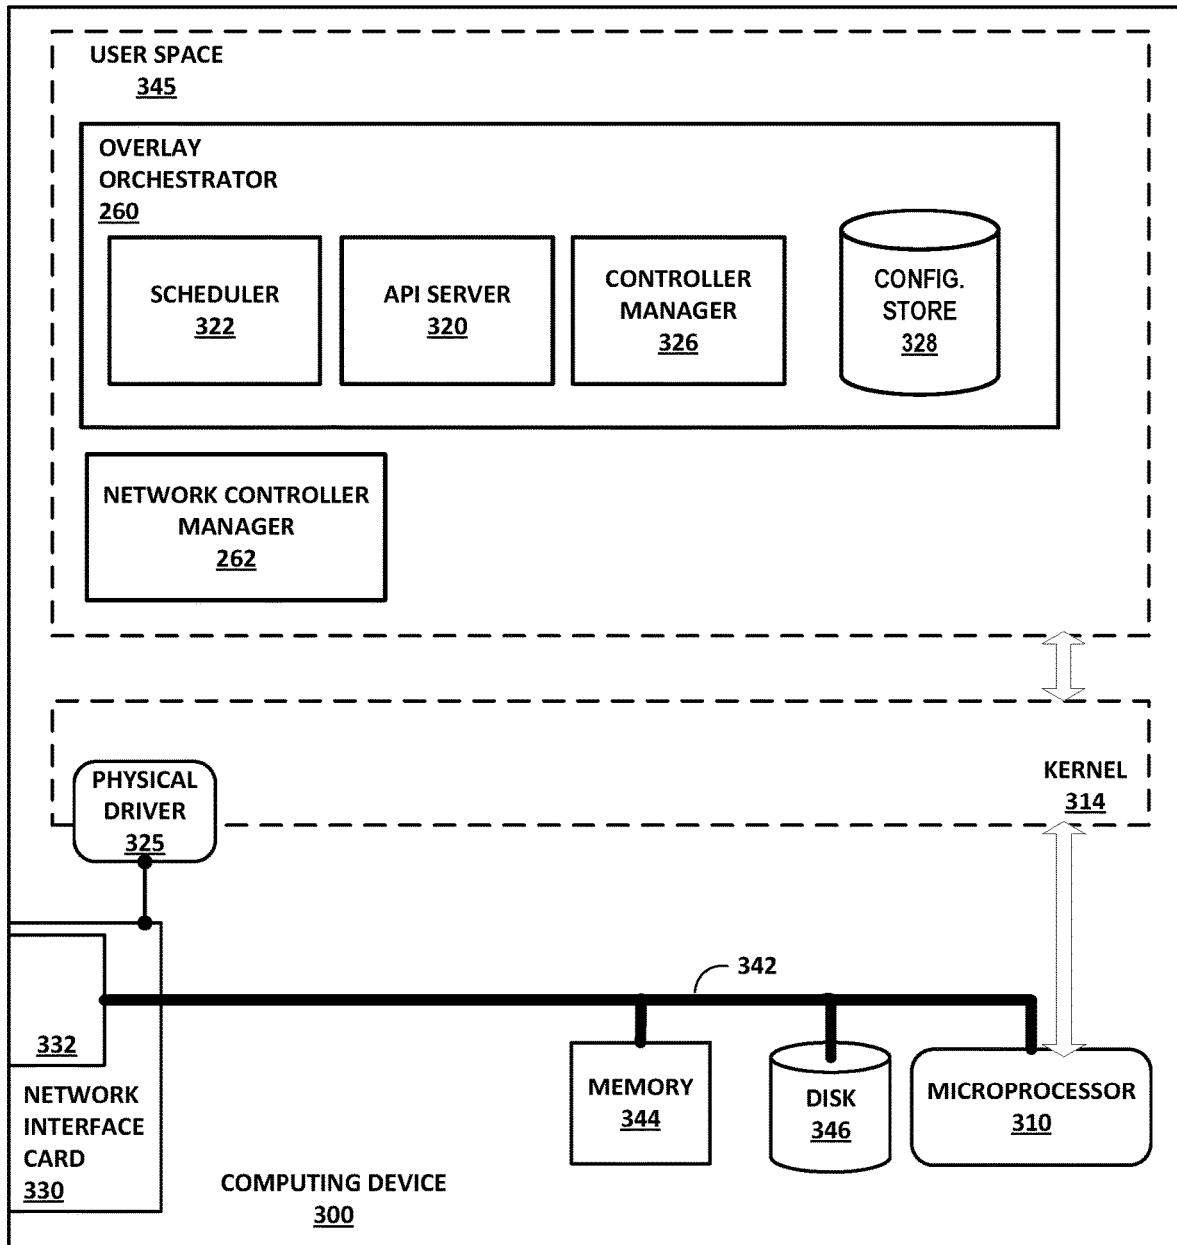 USER SPACE
345
OVERLAY
ORCHESTRATOR
260
SCHEDULER
322
API SERVER
320
CONTROLLER
MANAGER
326
CONFIG.
STORE
328
NETWORK CONTROLLER
MANAGER
262
KERNEL
314
PHYSICAL
DRIVER
325
342
332
NETWORK
INTERFACE
CARD
330
MEMORY
344
DISK
346
MICROPROCESSOR
310
COMPUTING DEVICE
300